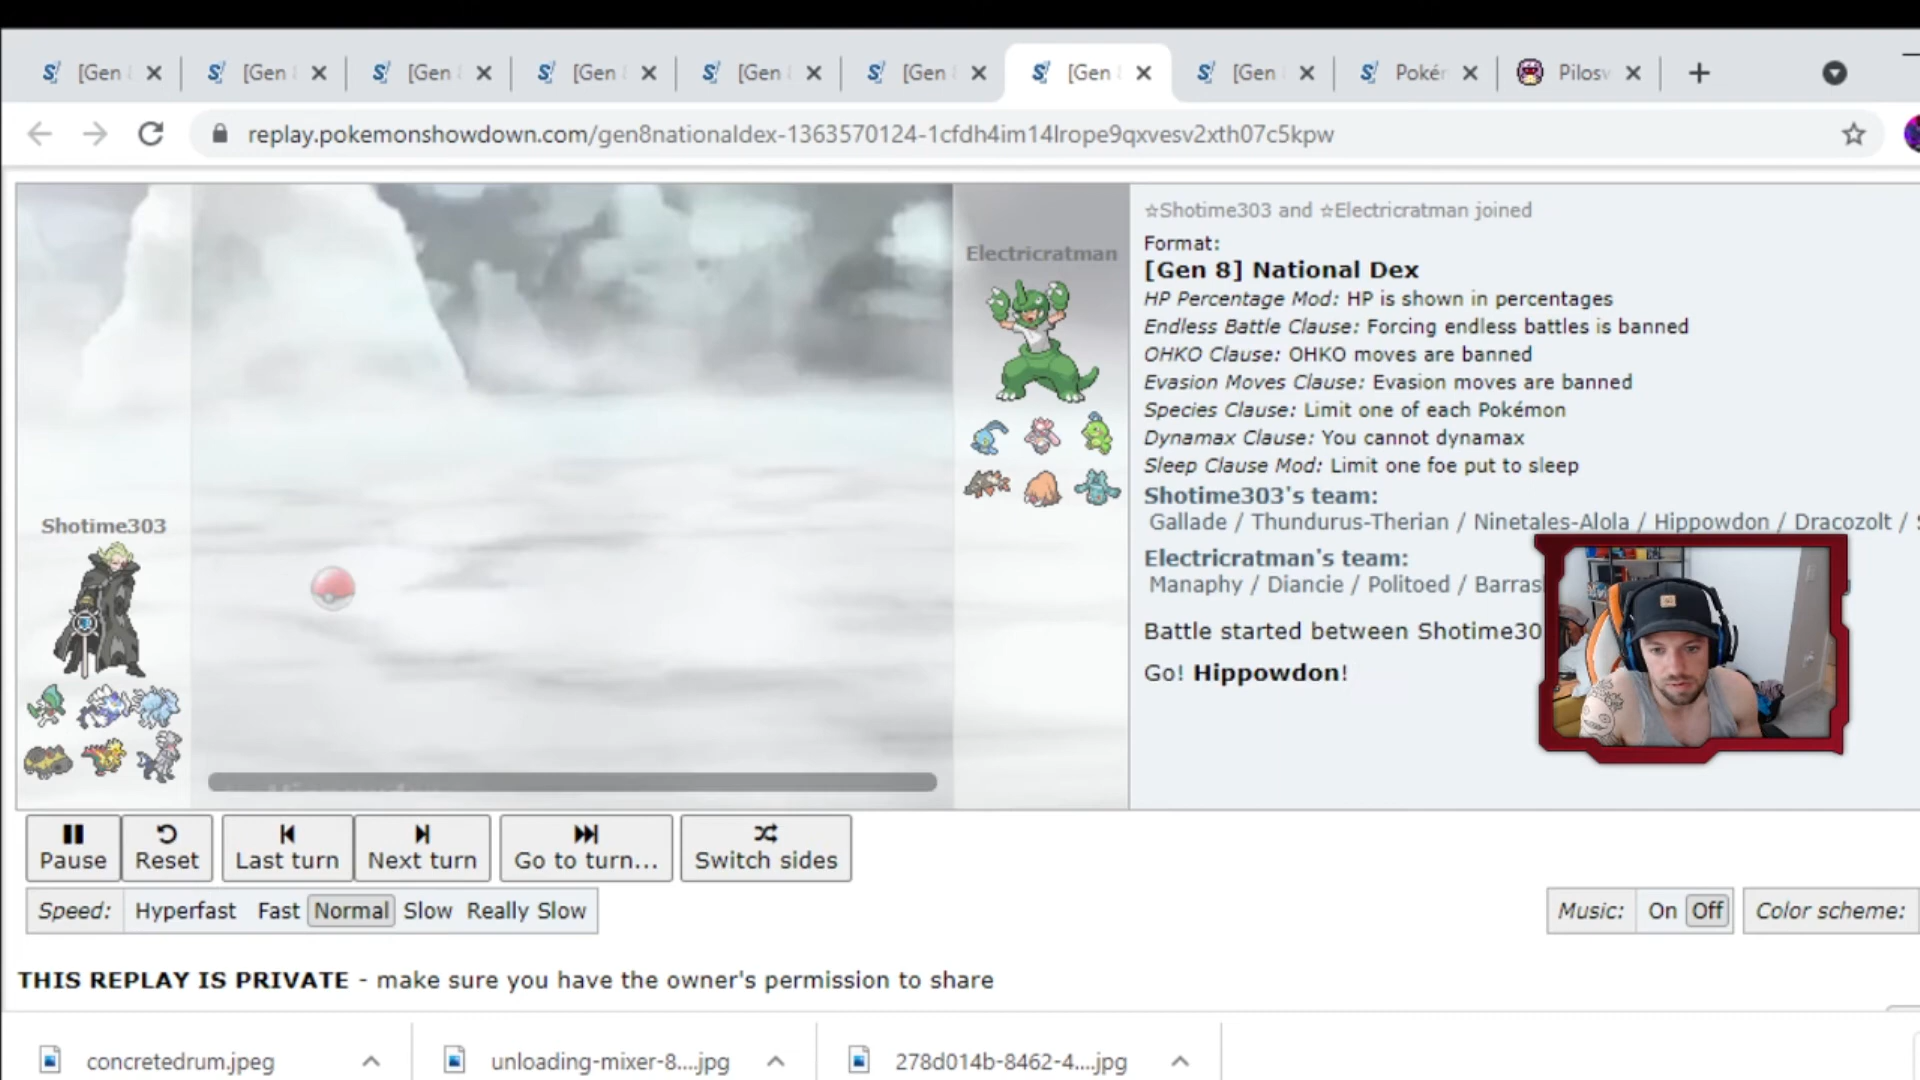 [Gen
[Gen
[Gen
[Gen
[Gen
[Gen
[Gen
[Gen
Pokér
Pilosw
replay.pokemonshowdown.com/gen8nationaldex-1363570124-1cfdh4im14lrope9qxvesv2xth07c5kpw
Electricratman
Shotime303
☆Shotime303 and ☆Electricratman joined
Format:
[Gen 8] National Dex
HP Percentage Mod: HP is shown in percentages
Endless Battle Clause: Forcing endless battles is banned
OHKO Clause: OHKO moves are banned
Evasion Moves Clause: Evasion moves are banned
Species Clause: Limit one of each Pokémon
Dynamax Clause: You cannot dynamax
Sleep Clause Mod: Limit one foe put to sleep
Shotime303's team:
Gallade / Thundurus-Therian / Ninetales-Alola / Hippowdon / Dracozolt /
Electricratman's team:
Manaphy / Diancie / Politoed / Barras
Battle started between Shotime30
Go! Hippowdon!
Pause Reset Last turn Next turn Go to turn... Switch sides
Speed: Hyperfast Fast Normal Slow Really Slow
Music: On Off Color scheme:
THIS REPLAY IS PRIVATE - make sure you have the owner's permission to share
concretedrum.jpeg
unloading-mixer-8....jpg
278d014b-8462-4....jpg